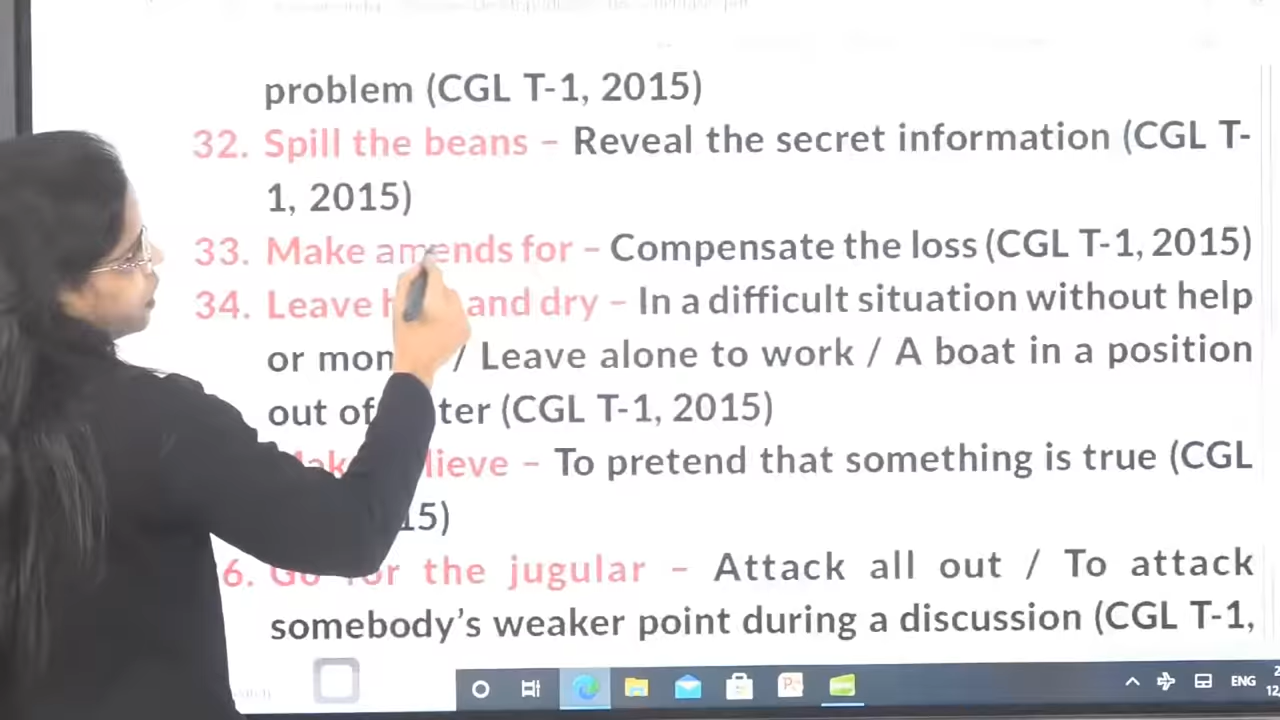 problem (CGL T-1, 2015)
32. Spill the beans – Reveal the secret information (CGL T-
1, 2015)
33. Make amends for – Compensate the loss (CGL T-1, 2015)
34. Leave and dry – In a difficult situation without help
or / Leave alone to work / A boat in a position
out of (CGL T-1, 2015)
– To pretend that something is true (CGL
36. Go for the jugular – Attack all out / To attack
somebody's weaker point during a discussion (CGL T-1,
ENG